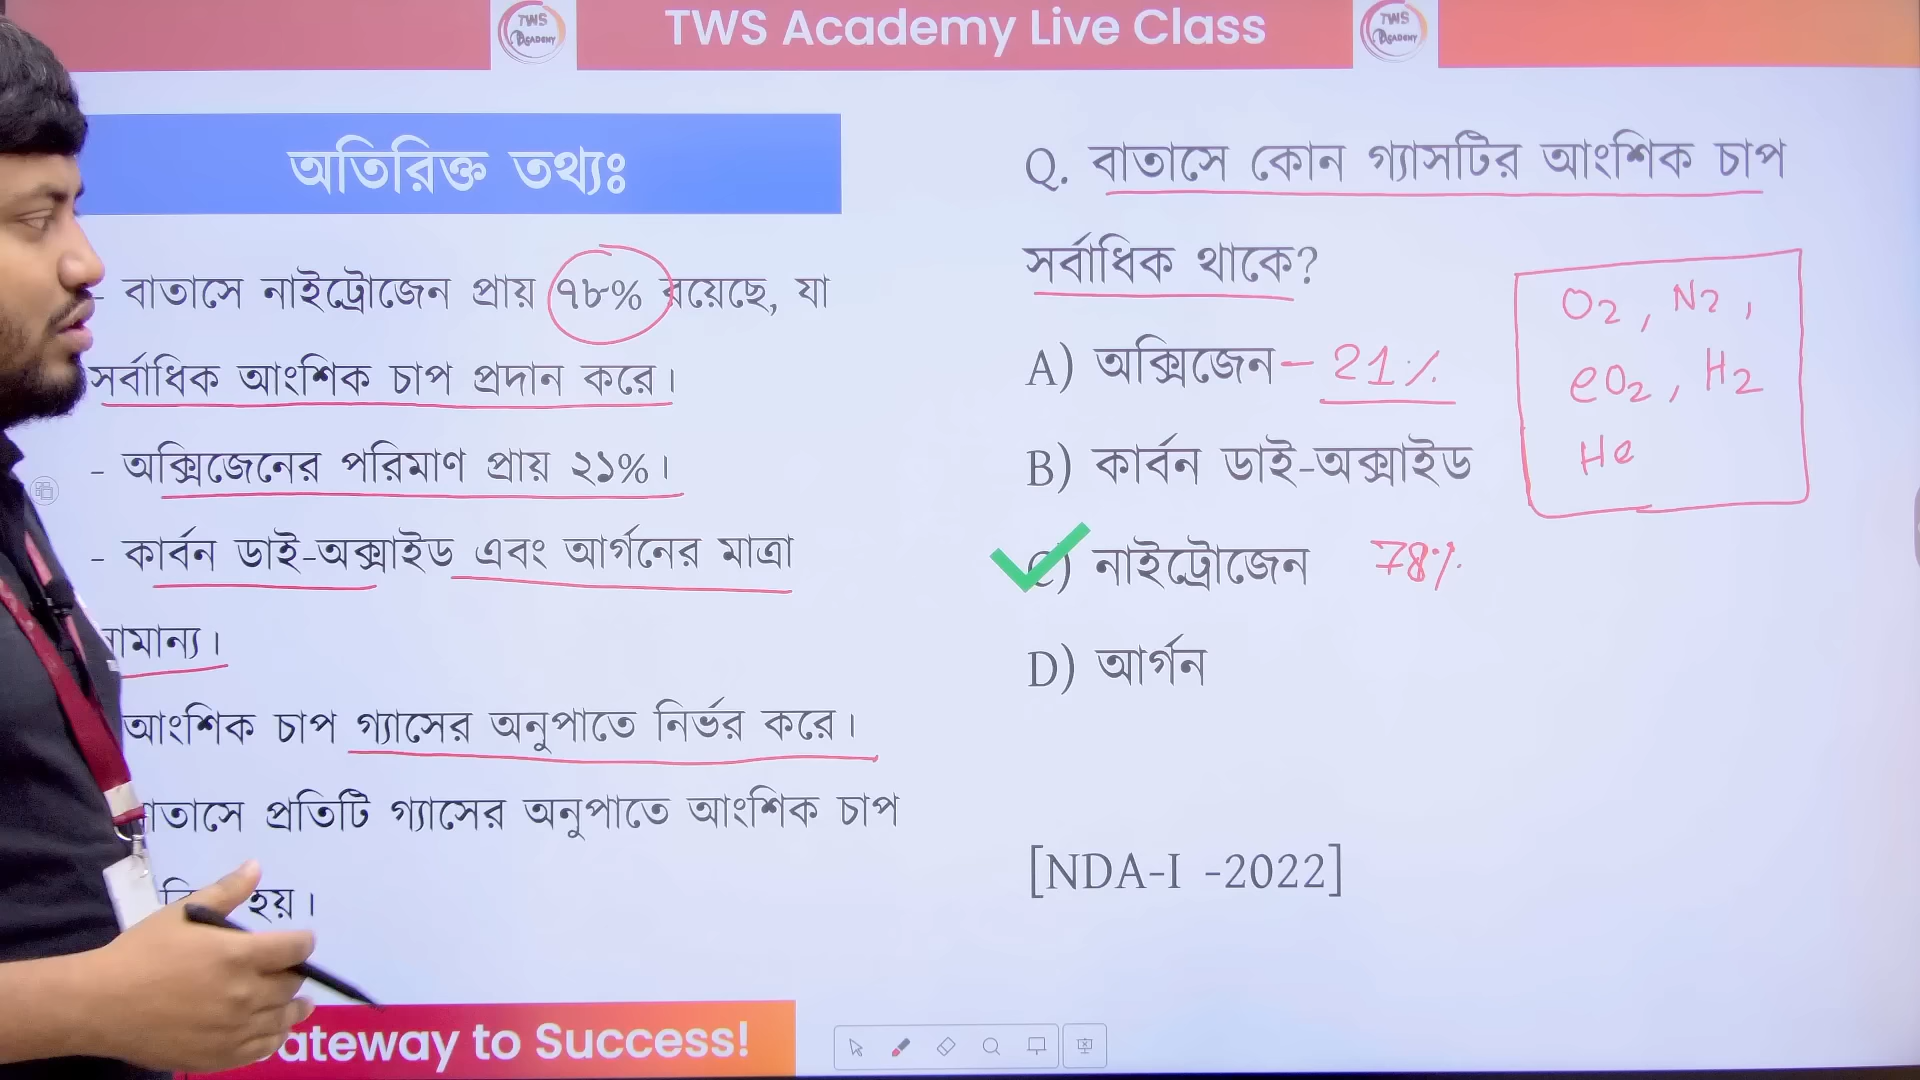 TWS ACADEMY
TWS Academy Live Class
TWS ACADEMY
অতিরিক্ত তথ্যঃ
- বাতাসে নাইট্রোজেন প্রায় ৭৮% রয়েছে, যা
সর্বাধিক আংশিক চাপ প্রদান করে।
- অক্সিজেনের পরিমাণ প্রায় ২১%।
- কার্বন ডাই-অক্সাইড এবং আর্গনের মাত্রা
সামান্য।
আংশিক চাপ গ্যাসের অনুপাতে নির্ভর করে।
বাতাসে প্রতিটি গ্যাসের অনুপাতে আংশিক চাপ
হয়।
Q. বাতাসে কোন গ্যাসটির আংশিক চাপ
সর্বাধিক থাকে?
A) অক্সিজেন - 21%
B) কার্বন ডাই-অক্সাইড
C) নাইট্রোজেন 78%
D) আর্গন
O2, N2,
CO2, H2
He
[NDA-I -2022]
ateway to Success!